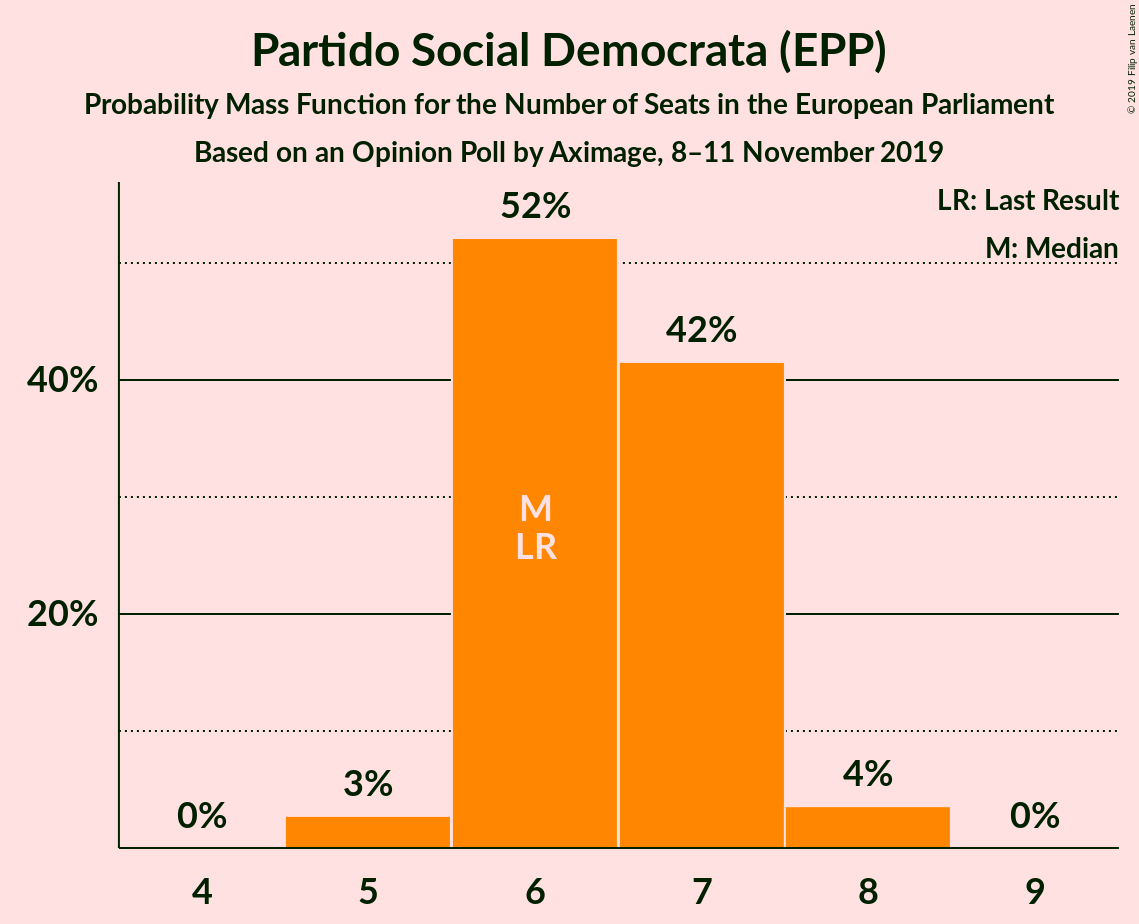 Partido Social Democrata (EPP)
Probability Mass Function for the Number of Seats in the European Parliament
Based on an Opinion Poll by Aximage, 8–11 November 2019
© 2019 Filip van Laenen
LR: Last Result
M: Median
52%
42%
40%
M
LR
20%
0%
3%
4%
0%
4 5 6 7 8 9